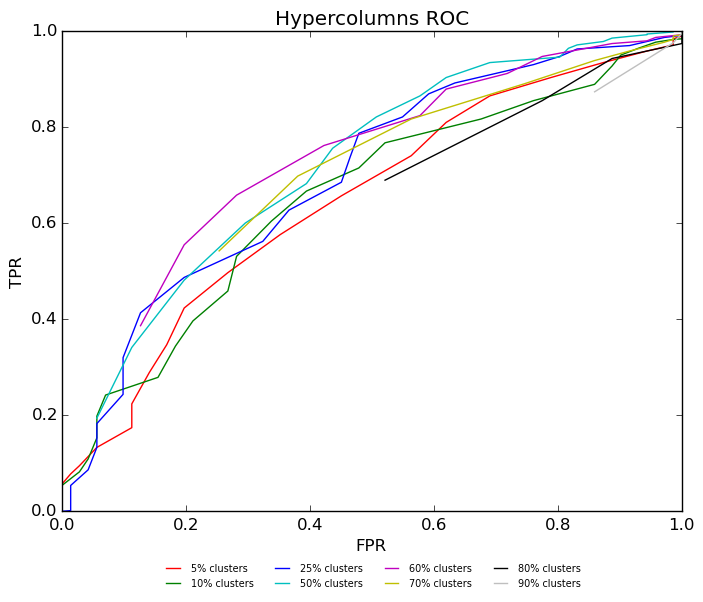 Hypercolumns ROC
1.0
0.8
0.6
0.4
0.2
0.0
TPR
0.0 0.2 0.4 0.6 0.8 1.0
FPR
5% clusters 25% clusters 60% clusters 80% clusters
10% clusters 50% clusters 70% clusters 90% clusters